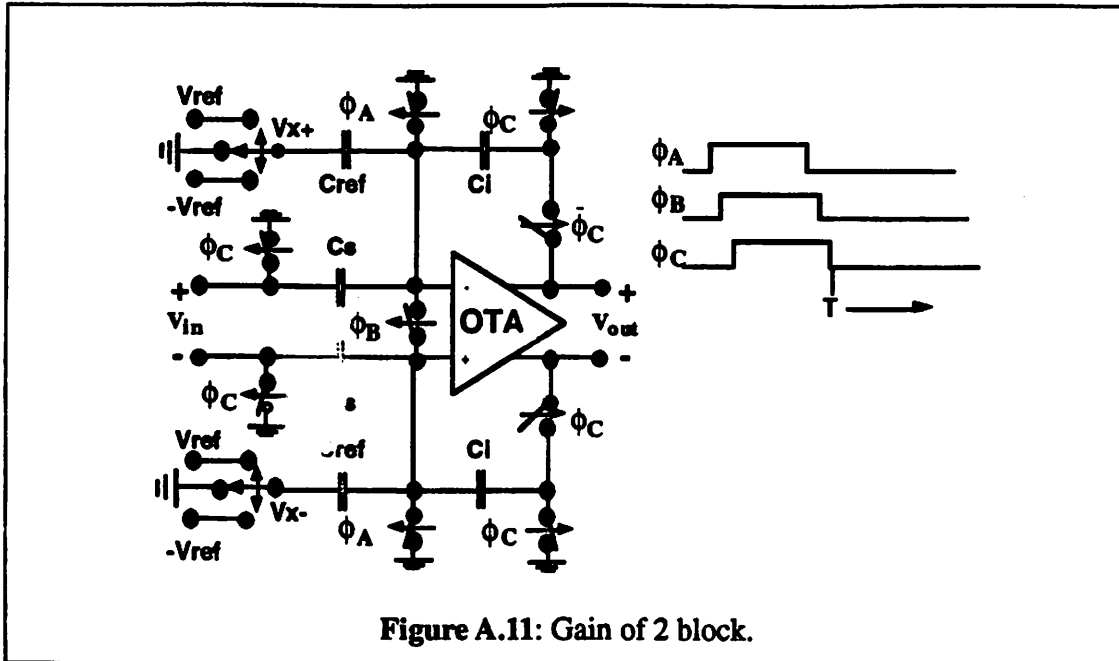 Vref
ϕA
ϕC
Vx+
-Vref
Cref
Ci
ϕA
ϕB
ϕC
T
ϕC
Cs
ϕ̄C
+
Vin
-
ϕB
-
+
OTA
+
Vout
-
ϕC
s
ϕC
Vref
ref
Ci
Vx-
-Vref
ϕA
ϕC
Figure A.11: Gain of 2 block.